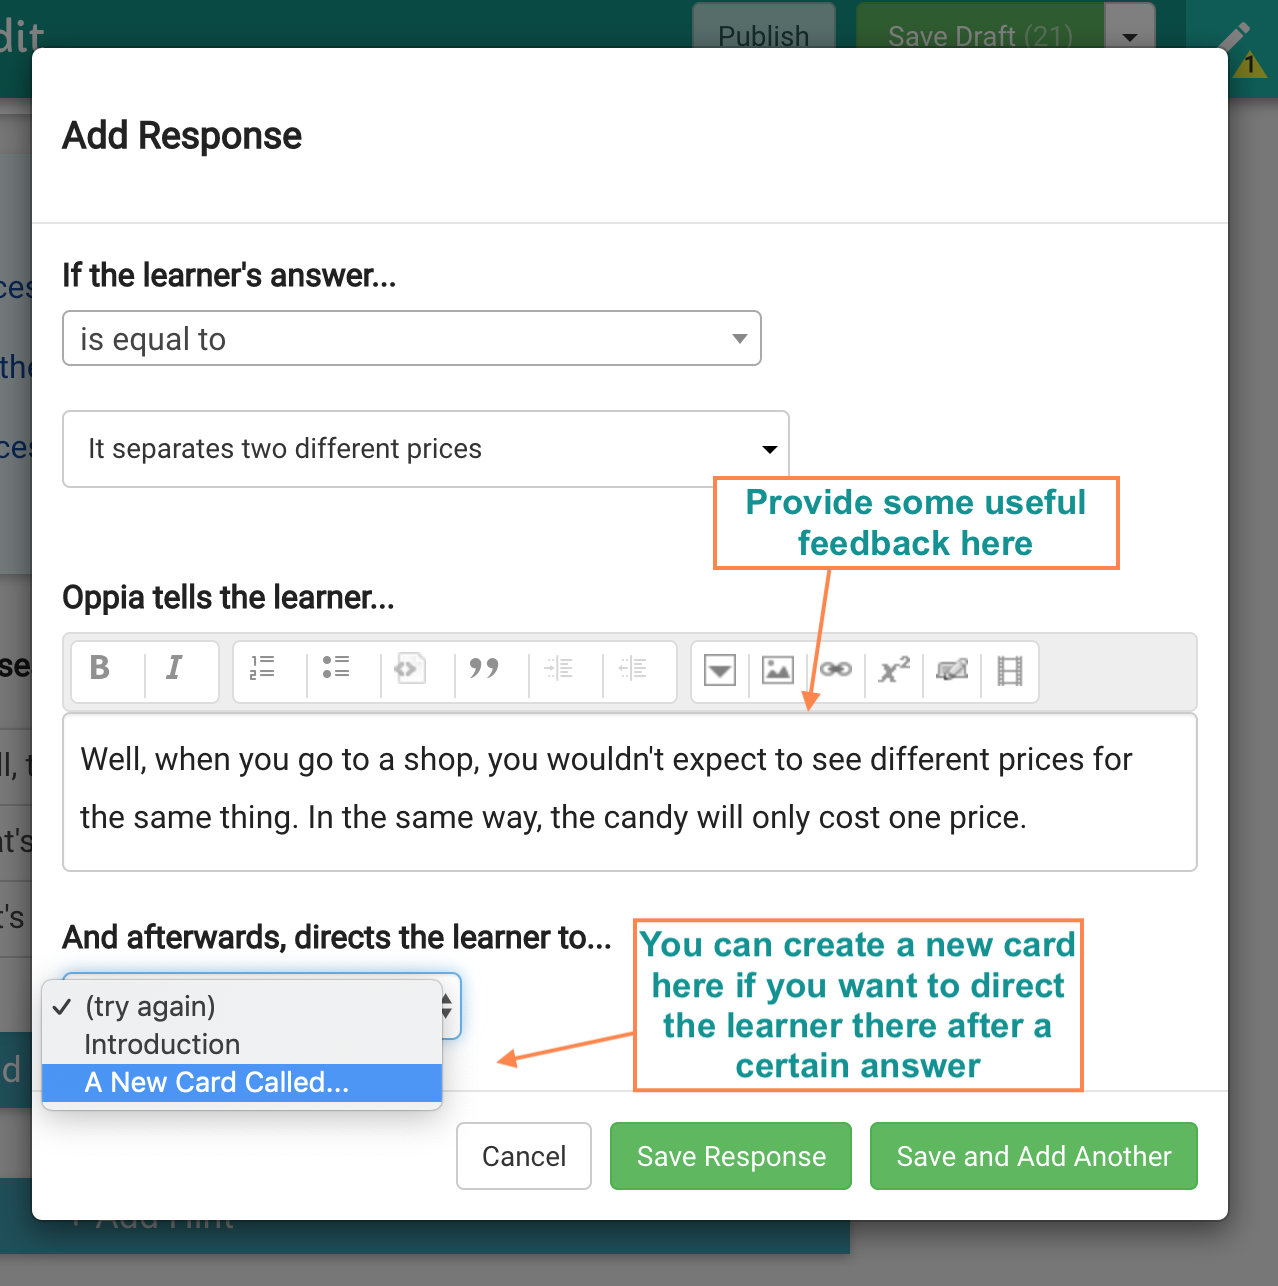 dit
Publish
Save Draft (21)
1
Add Response
If the learner's answer...
is equal to
It separates two different prices
Provide some useful
feedback here
Oppia tells the learner...
B I
Well, when you go to a shop, you wouldn't expect to see different prices for
the same thing. In the same way, the candy will only cost one price.
And afterwards, directs the learner to...
(try again)
Introduction
A New Card Called...
You can create a new card
here if you want to direct
the learner there after a
certain answer
Cancel
Save Response
Save and Add Another
+ Add Hint